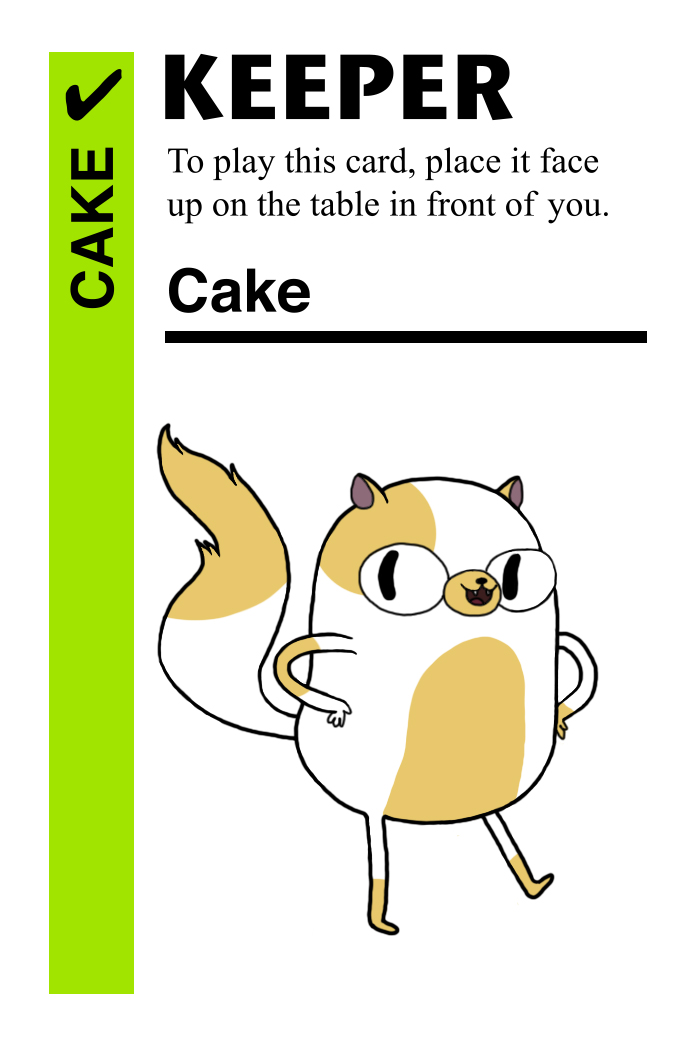 CAKE ✔
KEEPER
To play this card, place it face
up on the table in front of you.
Cake